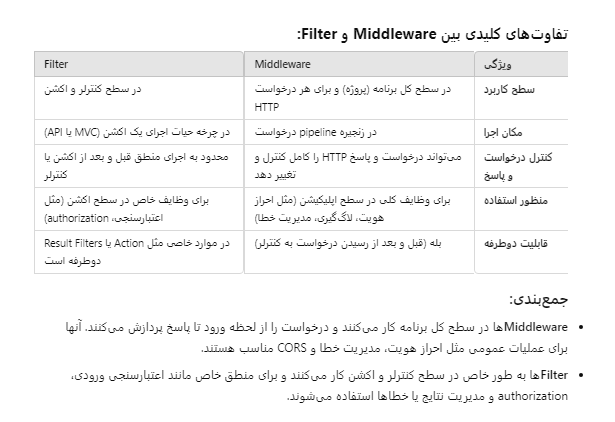 تفاوت‌های کلیدی بین Middleware و Filter:
ویژگی Middleware Filter
سطح کاربرد در سطح کل برنامه (پروژه) و برای هر درخواست در سطح کنترلر و اکشن
HTTP
مکان اجرا در زنجیره pipeline درخواست در چرخه حیات اجرای یک اکشن (MVC یا API)
کنترل درخواست می‌تواند درخواست و پاسخ HTTP را کامل کنترل و محدود به اجرای منطق قبل و بعد از اکشن یا
و پاسخ تغییر دهد کنترلر
منظور استفاده برای وظایف کلی در سطح اپلیکیشن (مثل احراز برای وظایف خاص در سطح اکشن (مثل
هویت، لاگ‌گیری، مدیریت خطا) اعتبارسنجی، authorization)
قابلیت دوطرفه بله (قبل و بعد از رسیدن درخواست به کنترلر) در موارد خاصی مثل Action یا Result Filters
دوطرفه است
جمع‌بندی:
• Middlewareها در سطح کل برنامه کار می‌کنند و درخواست را از لحظه ورود تا پاسخ پردازش می‌کنند. آنها
برای عملیات عمومی مثل احراز هویت، مدیریت خطا و CORS مناسب هستند.
• Filterها به طور خاص در سطح کنترلر و اکشن کار می‌کنند و برای منطق خاص مانند اعتبارسنجی ورودی،
authorization و مدیریت نتایج یا خطاها استفاده می‌شوند.